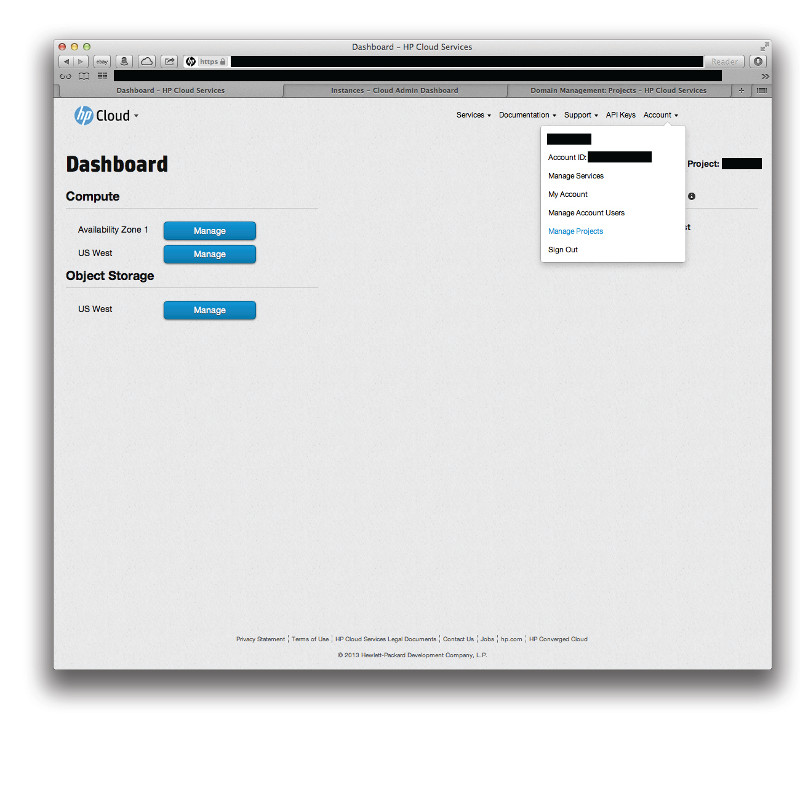 Dashboard – HP Cloud Services
ebay
hp https
Reader
Dashboard – HP Cloud Services
Instances – Cloud Admin Dashboard
Domain Management: Projects – HP Cloud Services
+
hp Cloud
Services
Documentation
Support
API Keys
Account
Account ID:
Manage Services
My Account
Manage Account Users
Manage Projects
Sign Out
Dashboard
Project:
Compute
Availability Zone 1 Manage
US West Manage
Object Storage
US West Manage
Privacy Statement | Terms of Use | HP Cloud Services Legal Documents | Contact Us | Jobs | hp.com | HP Converged Cloud
© 2013 Hewlett-Packard Development Company, L.P.